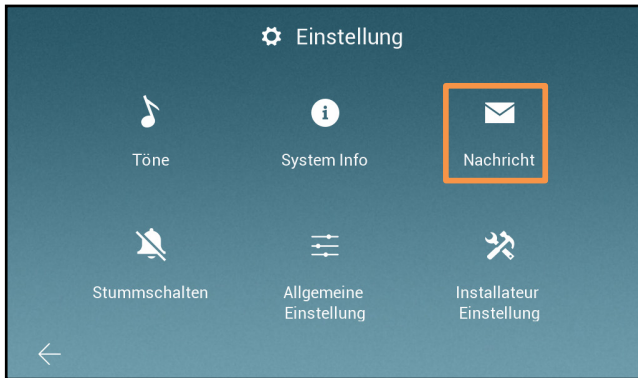 Einstellung
Töne
System Info
Nachricht
Stummschalten
Allgemeine
Einstellung
Installateur
Einstellung